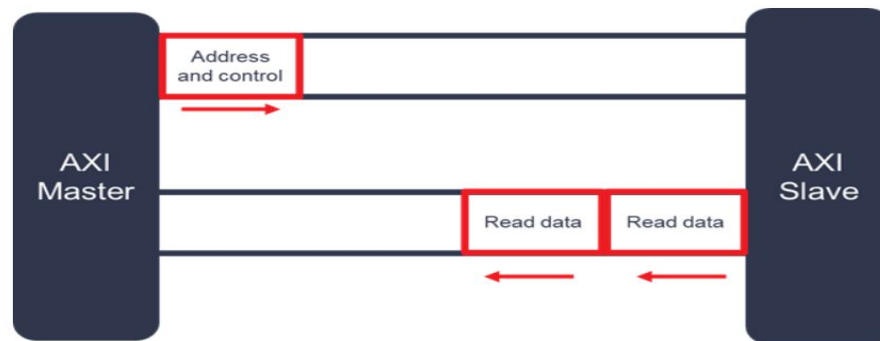 Address
and control
AXI
Master
AXI
Slave
Read data
Read data